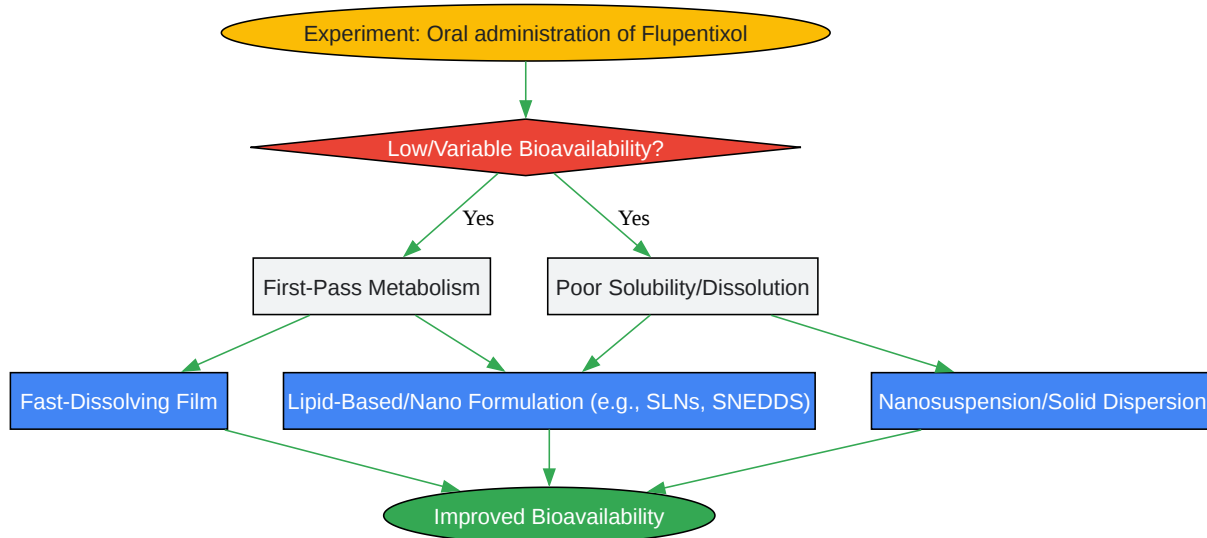 Experiment: Oral administration of Flupentixol
Low/Variable Bioavailability?
Yes
Yes
First-Pass Metabolism
Poor Solubility/Dissolution
Fast-Dissolving Film
Lipid-Based/Nano Formulation (e.g., SLNs, SNEDDS)
Nanosuspension/Solid Dispersion
Improved Bioavailability